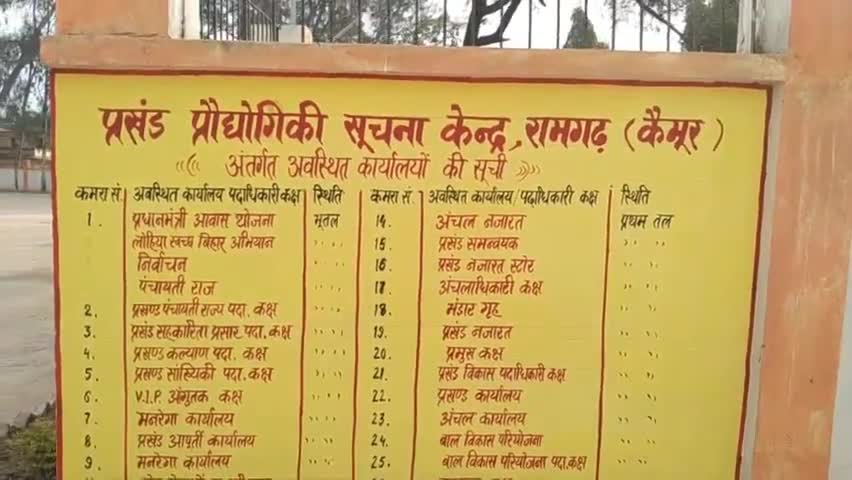 प्रखंड प्रौद्योगिकी सूचना केन्द्र, रामगढ़ (कैमूर)
अंतर्गत अवस्थित कार्यालयों की सूची
कमरा सं. अवस्थित कार्यालय पदाधिकारी कक्ष स्थिति
1. प्रधानमंत्री आवास योजना भूतल
लोहिया स्वच्छ बिहार अभियान
निर्वाचन
पंचायती राज
2. प्रखण्ड पंचायती राज्य पदा. कक्ष
3. प्रखंड सहकारिता प्रसार पदा. कक्ष
4. प्रखण्ड कल्याण पदा. कक्ष
5. प्रखण्ड सांख्यिकी पदा. कक्ष
6. V.I.P. अंगुतक कक्ष
7. मनरेगा कार्यालय
8. प्रखंड आपूर्ती कार्यालय
9. मनरेगा कार्यालय
कमरा सं. अवस्थित कार्यालय/पदाधिकारी कक्ष स्थिति
14. अंचल नजारत प्रथम तल
15. प्रखंड समन्वयक
16. प्रखंड नजारत स्टोर
17. अंचलाधिकारी कक्ष
18. भंडार गृह
19. प्रखंड नजारत
20. प्रमुख कक्ष
21. प्रखंड विकास पदाधिकारी कक्ष
22. प्रखण्ड कार्यालय
23. अंचल कार्यालय
24. बाल विकास परियोजना
25. बाल विकास परियोजना पदा. कक्ष